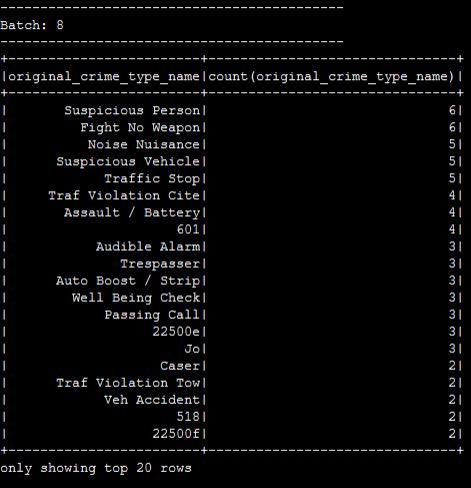 -------------------------------------------
Batch: 8
-------------------------------------------
+------------------------+--------------------------------+
|original_crime_type_name|count(original_crime_type_name)|
+------------------------+--------------------------------+
|       Suspicious Person|                              6|
|         Fight No Weapon|                              6|
|          Noise Nuisance|                              5|
|      Suspicious Vehicle|                              5|
|            Traffic Stop|                              5|
|     Traf Violation Cite|                              4|
|       Assault / Battery|                              4|
|                     601|                              4|
|           Audible Alarm|                              3|
|              Trespasser|                              3|
|      Auto Boost / Strip|                              3|
|        Well Being Check|                              3|
|            Passing Call|                              3|
|                  22500e|                              3|
|                      Jo|                              3|
|                   Caser|                              2|
|      Traf Violation Tow|                              2|
|            Veh Accident|                              2|
|                     518|                              2|
|                  22500f|                              2|
+------------------------+--------------------------------+
only showing top 20 rows